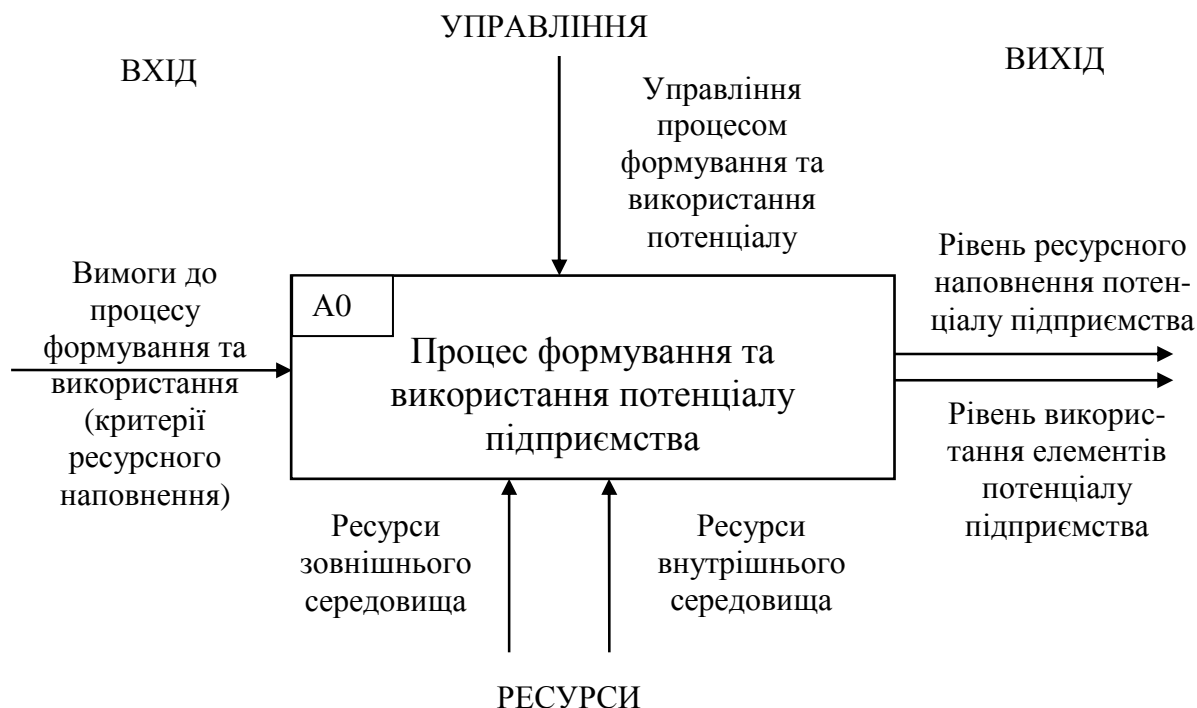 УПРАВЛІННЯ
ВХІД
ВИХІД
Управління
процесом
формування та
використання
потенціалу
Вимоги до
процесу
формування та
використання
(критерії
ресурсного
наповнення)
А0
Процес формування та
використання потенціалу
підприємства
Рівень ресурсного
наповнення потен-
ціалу підприємства
Рівень викорис-
тання елементів
потенціалу
підприємства
Ресурси
зовнішнього
середовища
Ресурси
внутрішнього
середовища
РЕСУРСИ